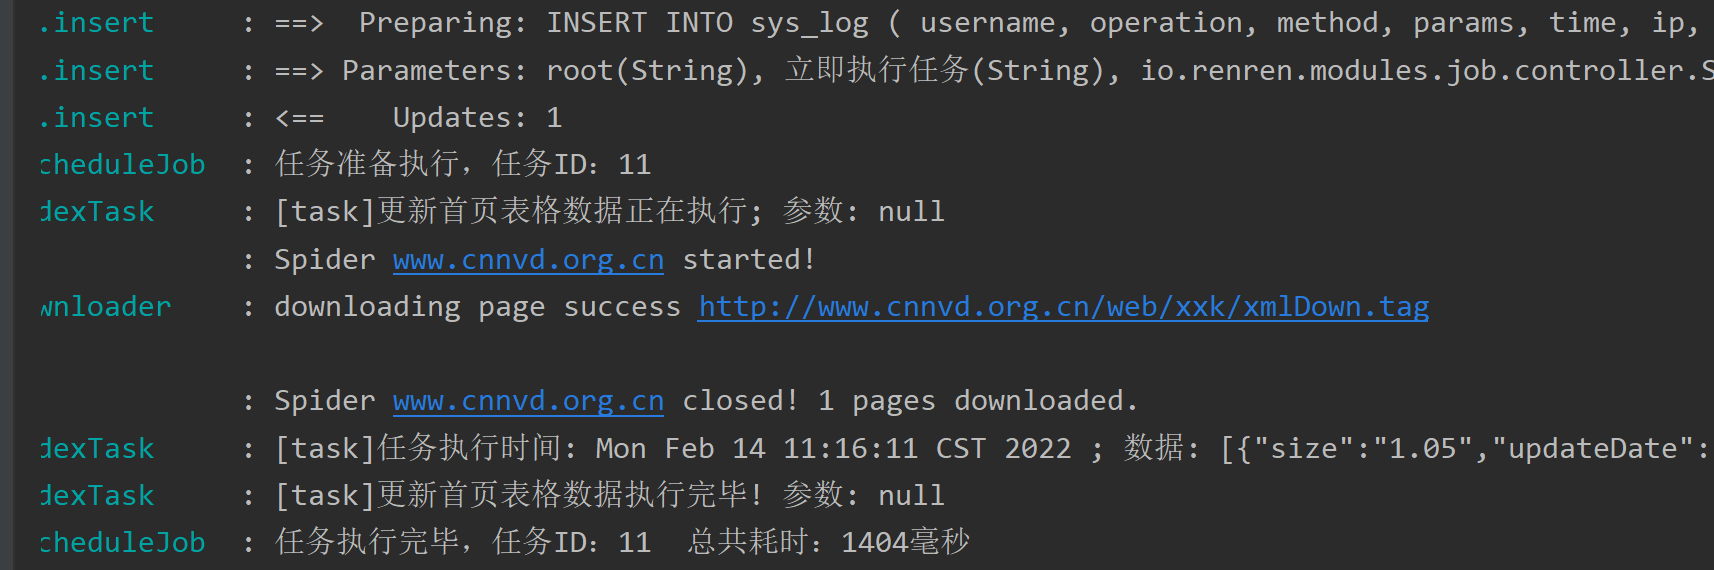 .insert : ==>  Preparing: INSERT INTO sys_log ( username, operation, method, params, time, ip,
.insert : ==> Parameters: root(String), 立即执行任务(String), io.renren.modules.job.controller.S
.insert : <==    Updates: 1
cheduleJob : 任务准备执行，任务ID：11
dexTask : [task]更新首页表格数据正在执行; 参数: null
: Spider www.cnnvd.org.cn started!
wnloader : downloading page success http://www.cnnvd.org.cn/web/xxk/xmlDown.tag
: Spider www.cnnvd.org.cn closed! 1 pages downloaded.
dexTask : [task]任务执行时间: Mon Feb 14 11:16:11 CST 2022 ; 数据: [{"size":"1.05","updateDate":
dexTask : [task]更新首页表格数据执行完毕! 参数: null
cheduleJob : 任务执行完毕，任务ID：11  总共耗时：1404毫秒